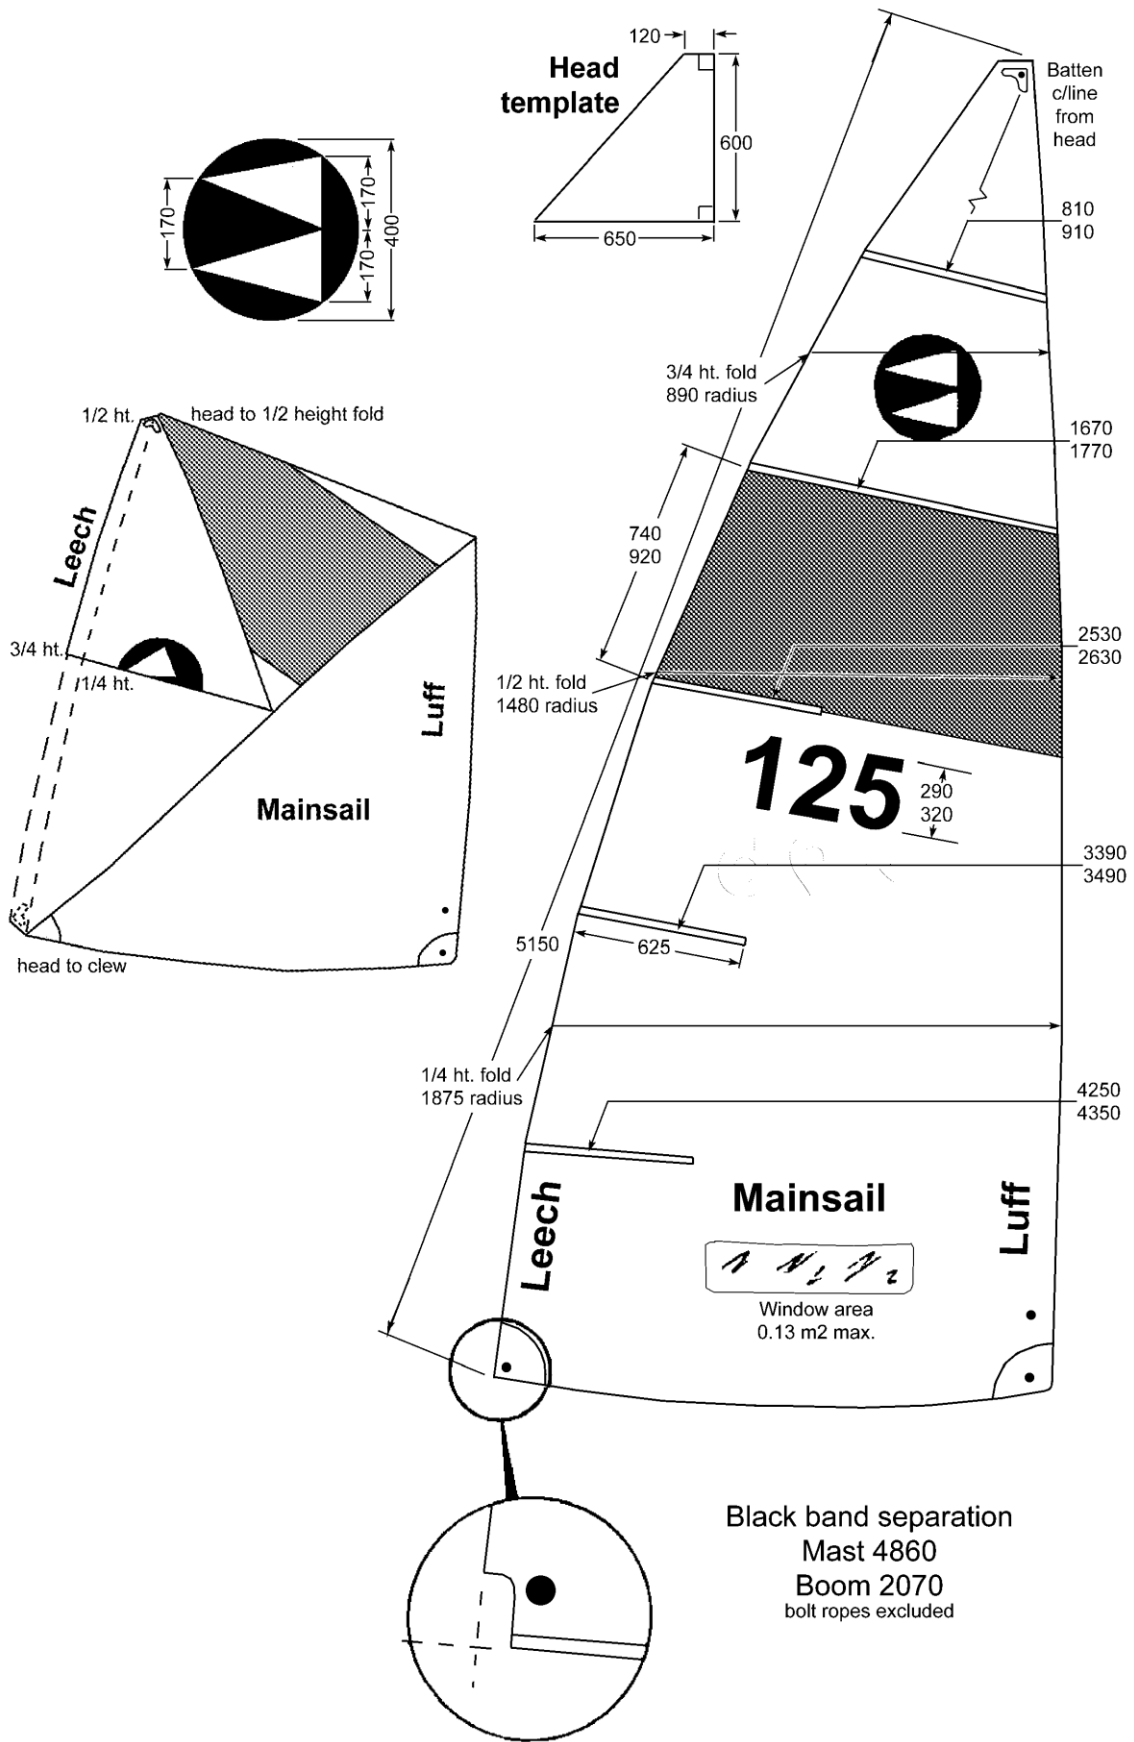 120
Head
template
600
650
Batten
c/line
from
head
810
910
170
170
170
400
3/4 ht. fold
890 radius
1670
1770
740
920
1/2 ht.
head to 1/2 height fold
Leech
3/4 ht.
1/4 ht.
Luff
Mainsail
head to clew
2530
2630
1/2 ht. fold
1480 radius
125
290
320
3390
3490
5150
625
1/4 ht. fold
1875 radius
4250
4350
Leech
Mainsail
Luff
Window area
0.13 m2 max.
Black band separation
Mast 4860
Boom 2070
bolt ropes excluded